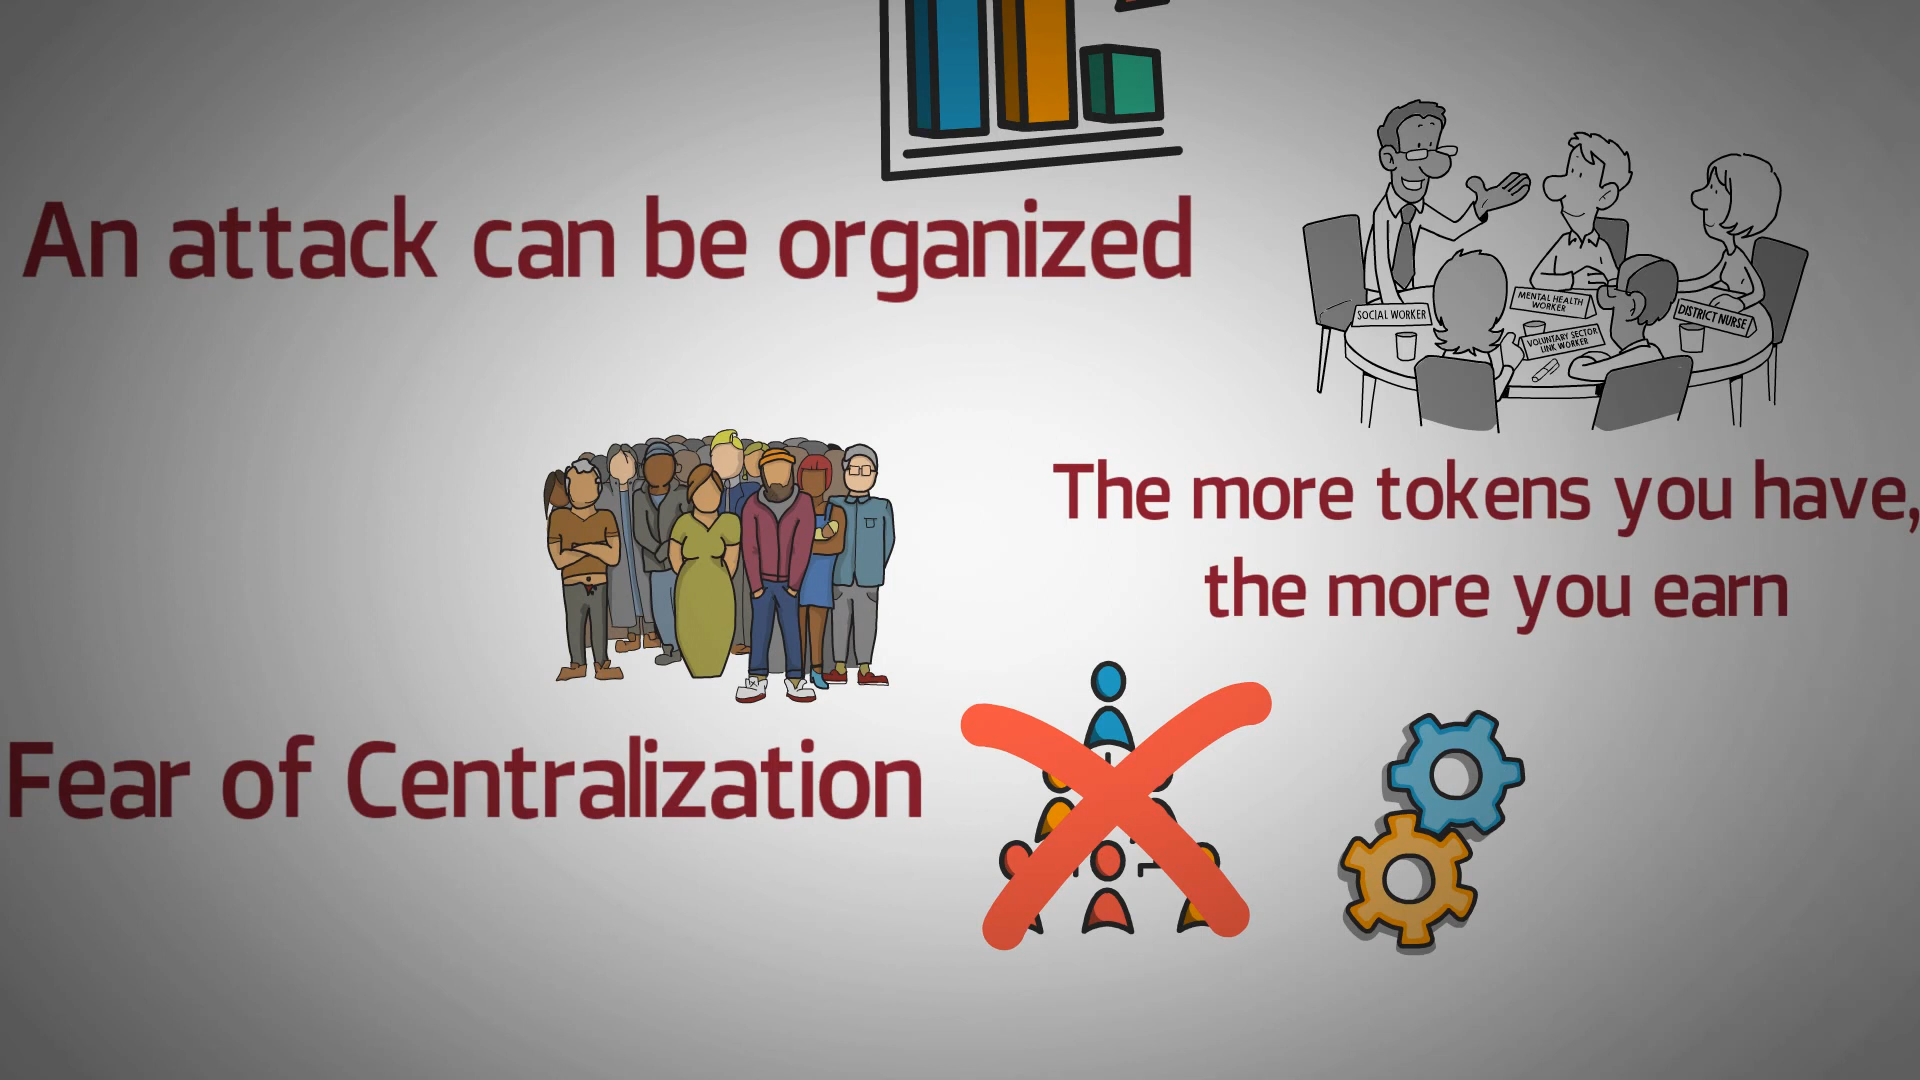 An attack can be organized
SOCIAL WORKER
MENTAL HEALTH
WORKER
VOLUNTARY SECTOR
LINK WORKER
DISTRICT NURSE
The more tokens you have,
the more you earn
Fear of Centralization